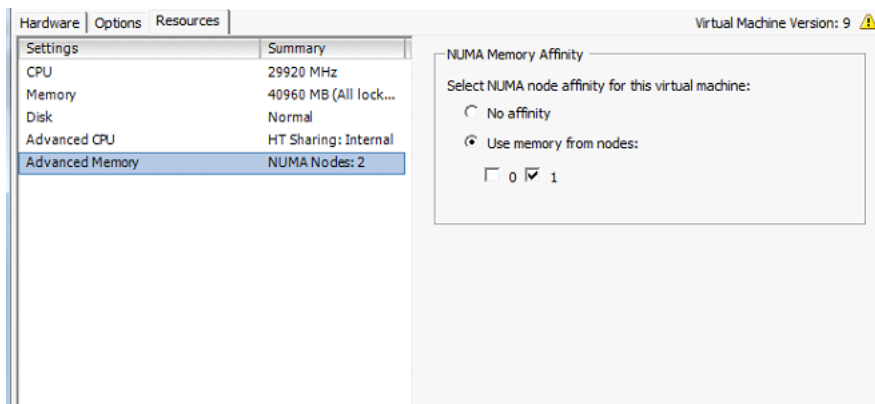 Hardware Options Resources Virtual Machine Version: 9
Settings Summary
CPU 29920 MHz
Memory 40960 MB (All lock...
Disk Normal
Advanced CPU HT Sharing: Internal
Advanced Memory NUMA Nodes: 2
NUMA Memory Affinity
Select NUMA node affinity for this virtual machine:
No affinity
Use memory from nodes:
0 1